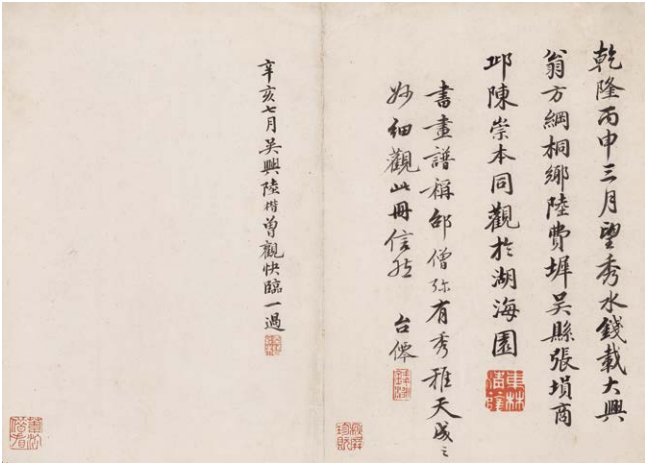 乾隆丙申三月望秀水錢載大興
翁方綱桐鄉陸費墀吳縣張塤商
邱陳崇本同觀於湖海園
書畫譜稱邵僧弥有秀雅天成之
妙細觀此冊信然
辛亥七月吳興陸楷曾觀快臨一過